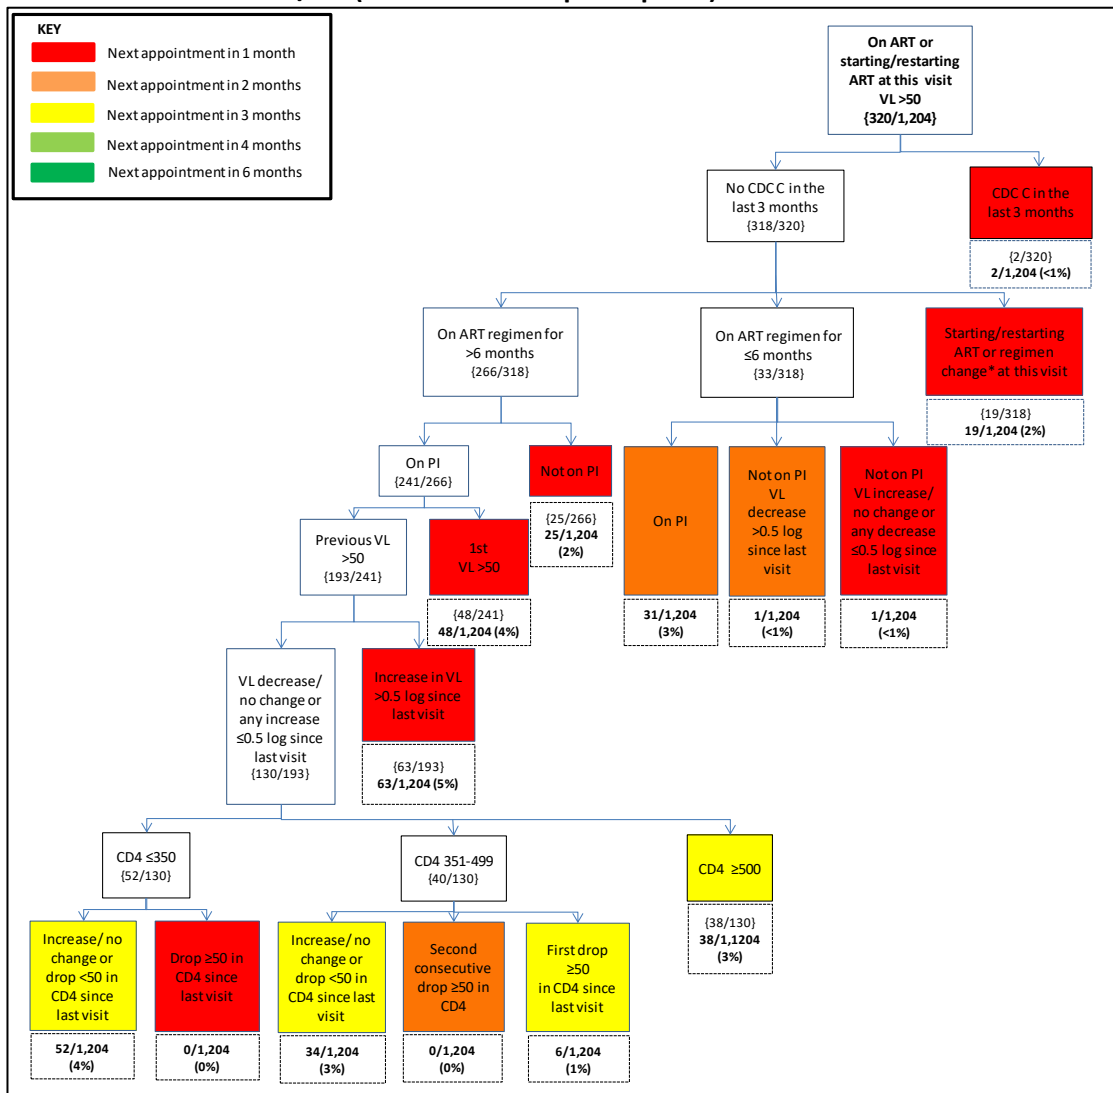 KEY
Next appointment in 1 month
Next appointment in 2 months
Next appointment in 3 months
Next appointment in 4 months
Next appointment in 6 months
On ART or
starting/restarting
ART at this visit
VL >50
{320/1,204}
No CDC C in the
last 3 months
{318/320}
CDC C in the
last 3 months
{2/320}
2/1,204 (<1%)
On ART regimen for
>6 months
{266/318}
On ART regimen for
≤6 months
{33/318}
Starting/restarting
ART or regimen
change* at this visit
{19/318}
19/1,204 (2%)
On PI
{241/266}
Not on PI
{25/266}
25/1,204
(2%)
On PI
31/1,204
(3%)
Not on PI
VL
decrease
>0.5 log
since last
visit
1/1,204
(<1%)
Not on PI
VL increase/
no change or
any decrease
≤0.5 log since
last visit
1/1,204
(<1%)
Previous VL
>50
{193/241}
1st
VL >50
{48/241}
48/1,204 (4%)
VL decrease/
no change or
any increase
≤0.5 log since
last visit
{130/193}
Increase in VL
>0.5 log since
last visit
{63/193}
63/1,204 (5%)
CD4 ≤350
{52/130}
CD4 351-499
{40/130}
CD4 ≥500
{38/130}
38/1,1204
(3%)
Increase/ no
change or
drop <50 in
CD4 since
last visit
52/1,204
(4%)
Drop ≥50 in
CD4 since
last visit
0/1,204
(0%)
Increase/ no
change or
drop <50 in
CD4 since last
visit
34/1,204
(3%)
Second
consecutive
drop ≥50 in
CD4
0/1,204
(0%)
First drop
≥50
in CD4 since
last visit
6/1,204
(1%)